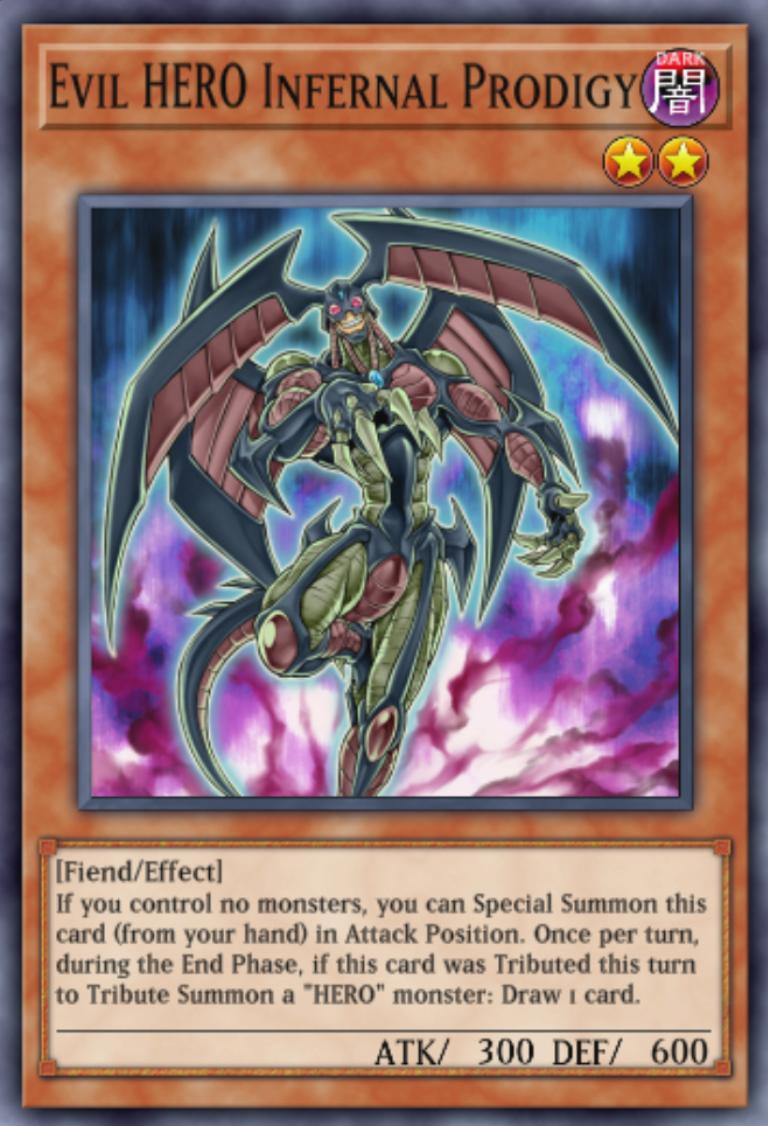 Evil HERO Infernal Prodigy
DARK
闇
[Fiend/Effect]
If you control no monsters, you can Special Summon this
card (from your hand) in Attack Position. Once per turn,
during the End Phase, if this card was Tributed this turn
to Tribute Summon a "HERO" monster: Draw 1 card.
ATK/ 300 DEF/ 600